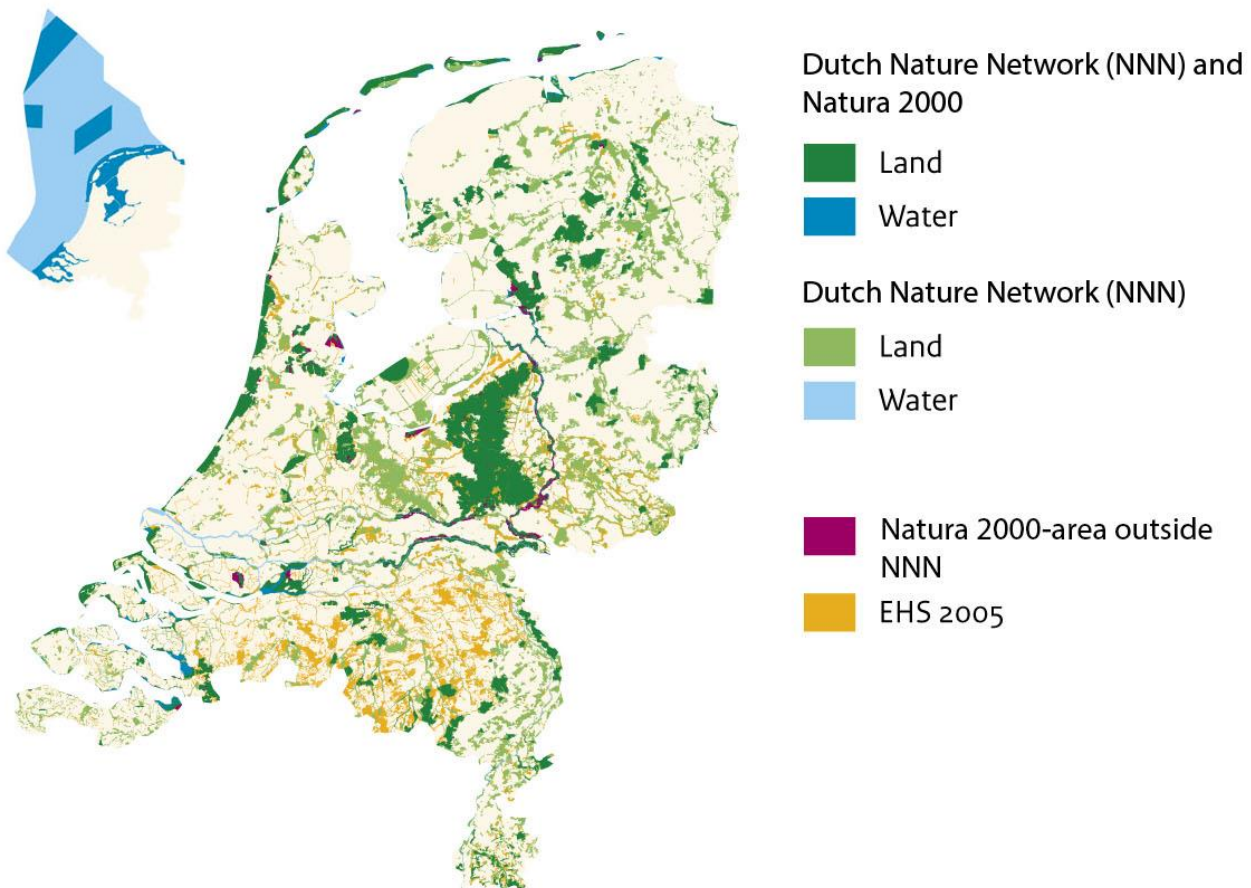 Dutch Nature Network (NNN) and
Natura 2000
Land
Water
Dutch Nature Network (NNN)
Land
Water
Natura 2000-area outside
NNN
EHS 2005